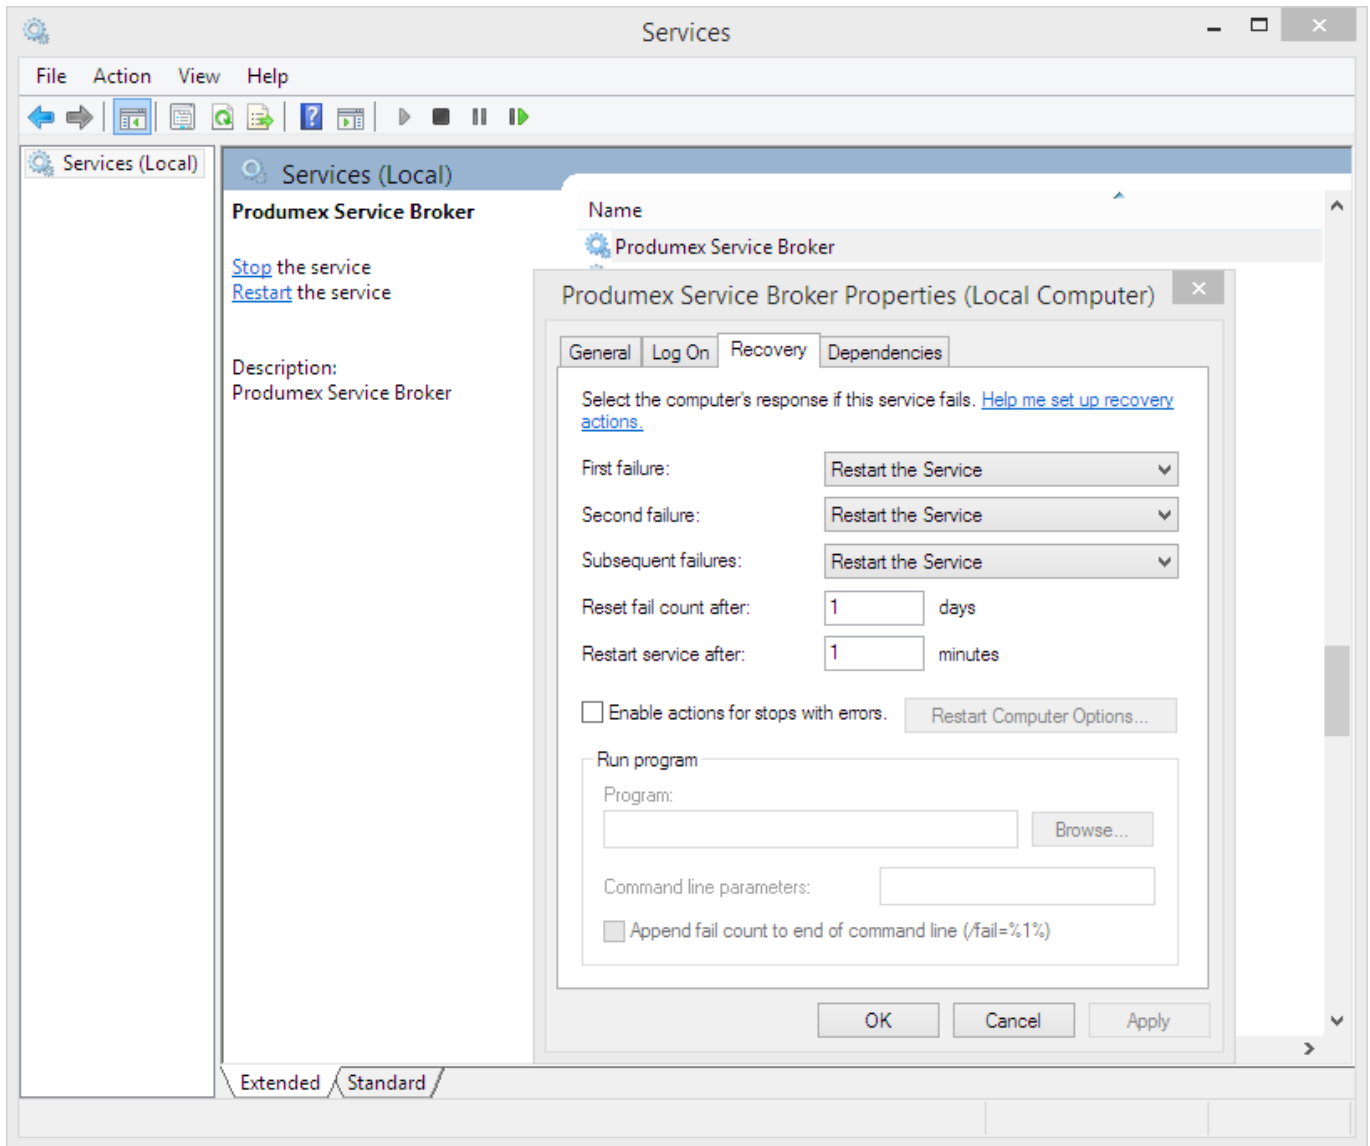 Services
File Action View Help
Services (Local)
Services (Local)
Produmex Service Broker
Stop the service
Restart the service
Description:
Produmex Service Broker
Name
Produmex Service Broker
Produmex Service Broker Properties (Local Computer)
General Log On Recovery Dependencies
Select the computer's response if this service fails. Help me set up recovery
actions.
First failure: Restart the Service
Second failure: Restart the Service
Subsequent failures: Restart the Service
Reset fail count after: 1 days
Restart service after: 1 minutes
Enable actions for stops with errors. Restart Computer Options...
Run program
Program:
Browse...
Command line parameters:
Append fail count to end of command line (/fail=%1%)
OK Cancel Apply
Extended Standard